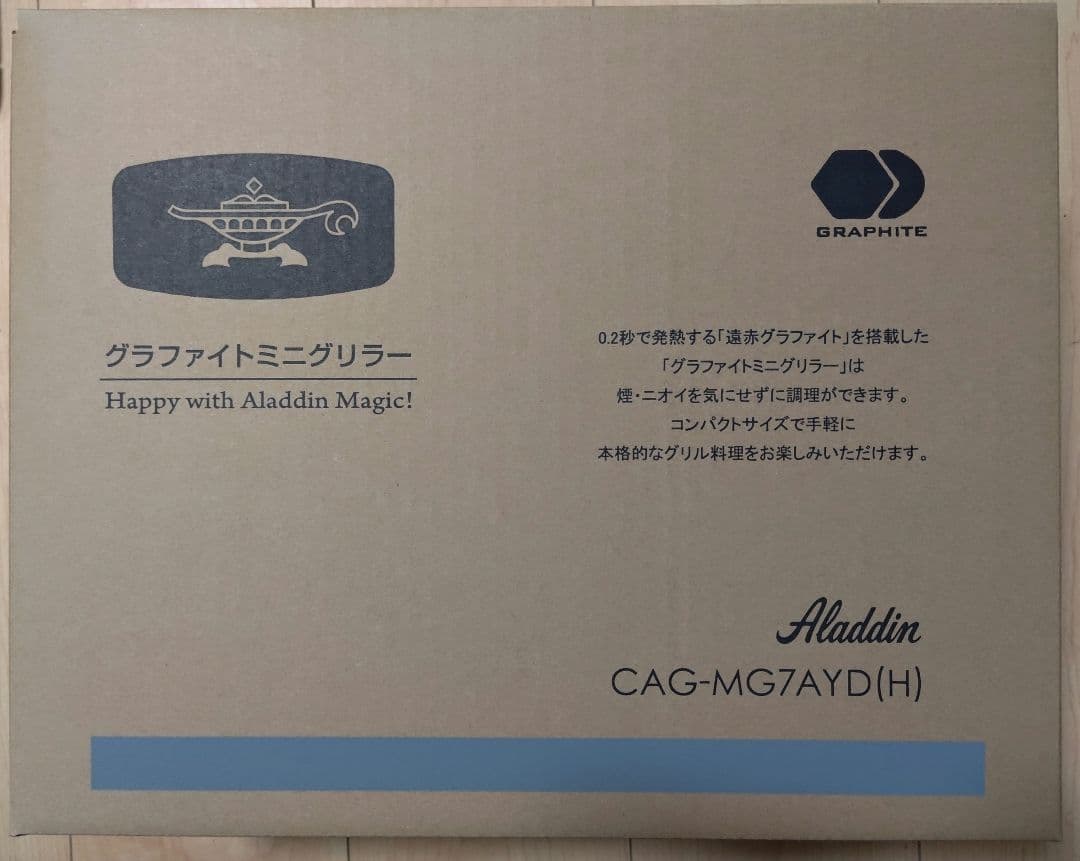 GRAPHITE
グラファイトミニグリラー
Happy with Aladdin Magic!
0.2秒で発熱する「遠赤グラファイト」を搭載した
「グラファイトミニグリラー」は
煙・ニオイを気にせずに調理ができます。
コンパクトサイズで手軽に
本格的なグリル料理をお楽しみいただけます。
Aladdin
CAG-MG7AYD(H)